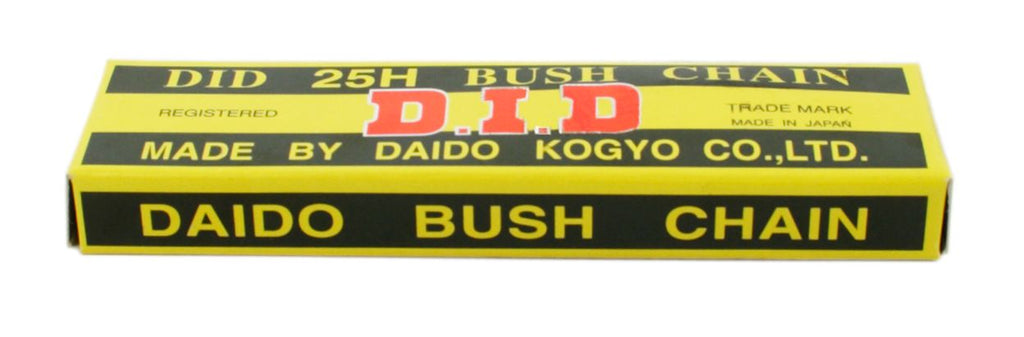 DID 25H BUSH CHAIN
D.I.D
REGISTERED
TRADE MARK
MADE IN JAPAN
MADE BY DAIDO KOGYO CO.,LTD.
DAIDO BUSH CHAIN